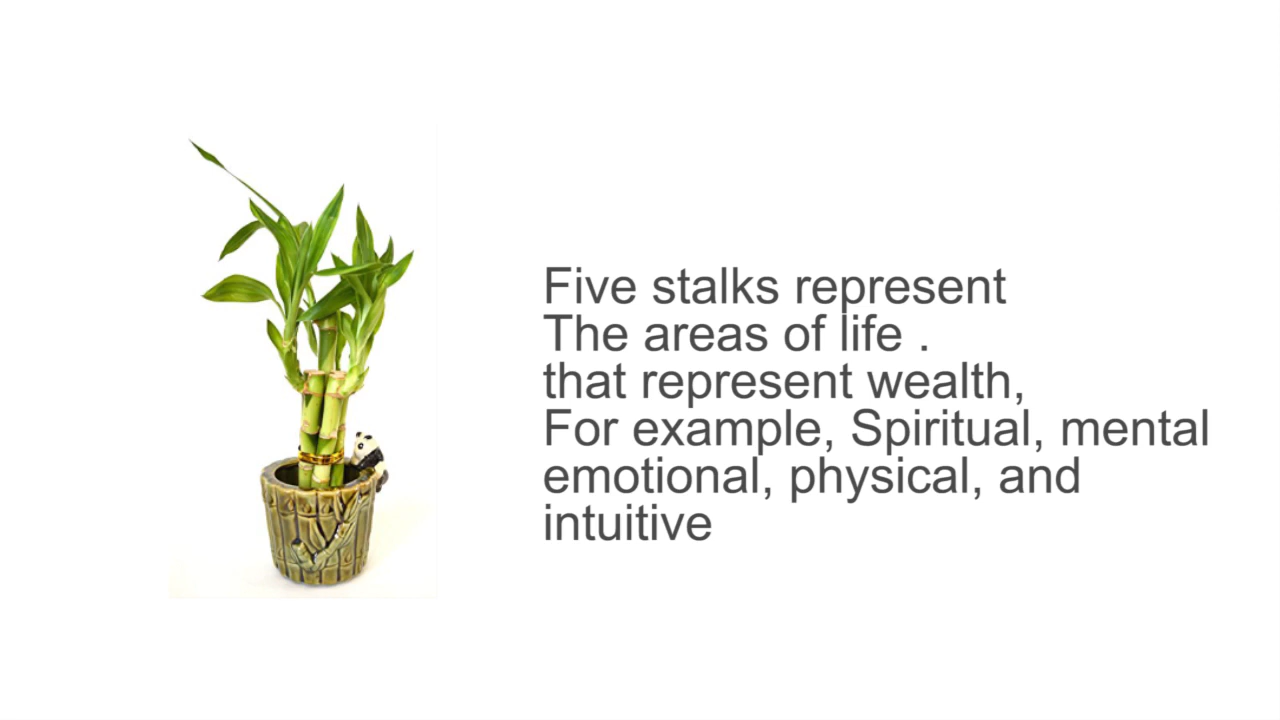 Five stalks represent
The areas of life .
that represent wealth,
For example, Spiritual, mental
emotional, physical, and
intuitive